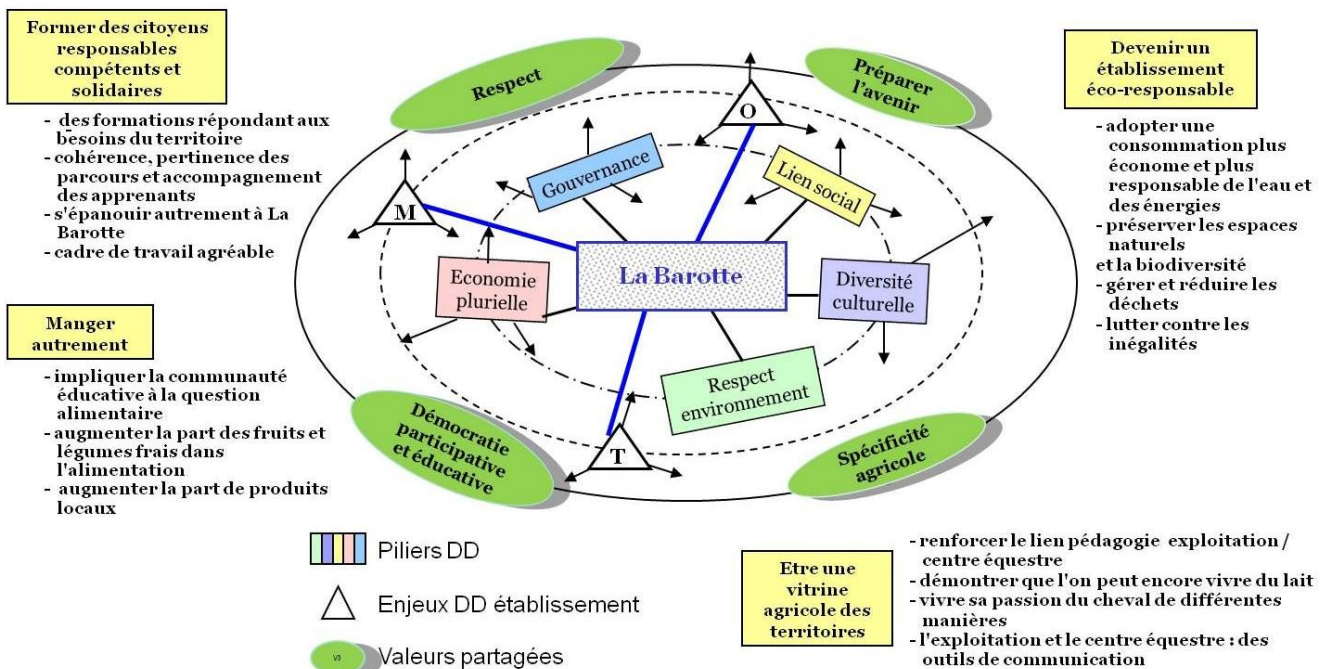 Former des citoyens
responsables
compétents et
solidaires
- des formations répondant aux
besoins du territoire
- cohérence, pertinence des
parcours et accompagnement
des apprenants
- s'épanouir autrement à La
Barotte
- cadre de travail agréable
Manger
autrement
- impliquer la communauté
éducative à la question
alimentaire
- augmenter la part des fruits et
légumes frais dans
l'alimentation
- augmenter la part de produits
locaux
Respect
Préparer
l'avenir
O
M
T
Gouvernance
Lien social
Economie
plurielle
La Barotte
Diversité
culturelle
Respect
environnement
Démocratie
participative
et éducative
Spécificité
agricole
Devenir un
établissement
éco-responsable
- adopter une
consommation plus
économe et plus
responsable de l'eau et
des énergies
- préserver les espaces
naturels
et la biodiversité
- gérer et réduire les
déchets
- lutter contre les
inégalités
Piliers DD
Enjeux DD établissement
V3
Valeurs partagées
Etre une
vitrine
agricole des
territoires
- renforcer le lien pédagogie exploitation /
centre équestre
- démontrer que l'on peut encore vivre du lait
- vivre sa passion du cheval de différentes
manières
- l'exploitation et le centre équestre : des
outils de communication